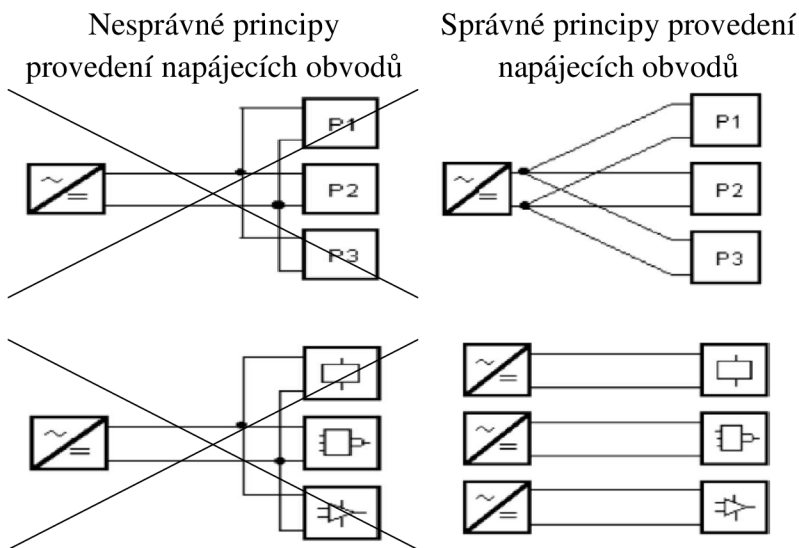 Nesprávné principy
provedení napájecích obvodů
Správné principy provedení
napájecích obvodů
P1
P2
P3
P1
P2
P3